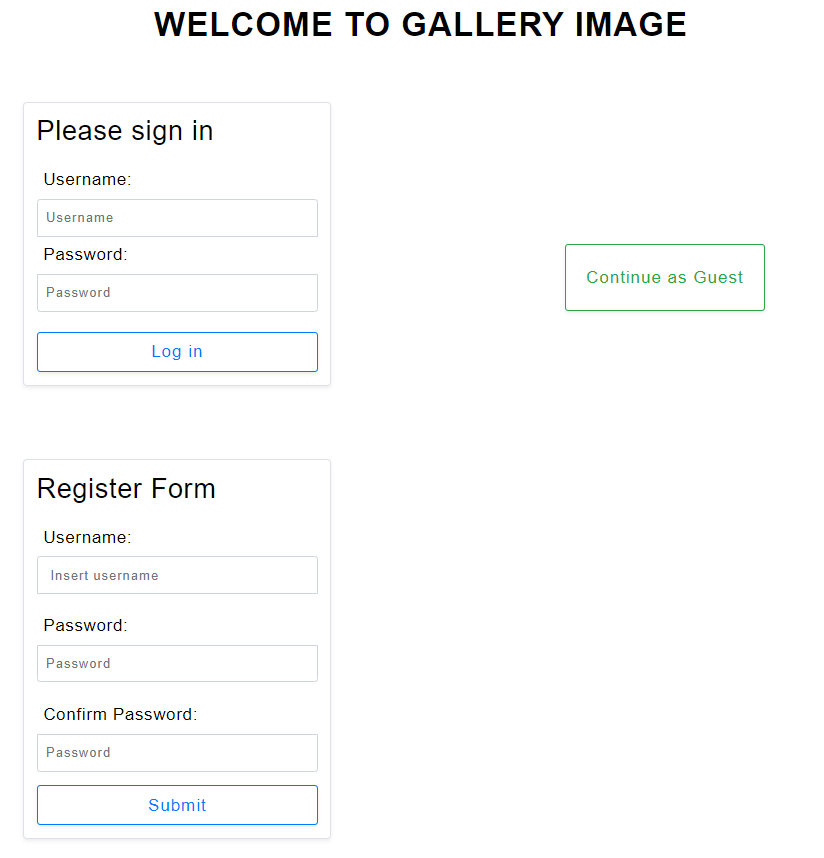 WELCOME TO GALLERY IMAGE
Please sign in
Username:
Username
Password:
Password
Log in
Continue as Guest
Register Form
Username:
Insert username
Password:
Password
Confirm Password:
Password
Submit